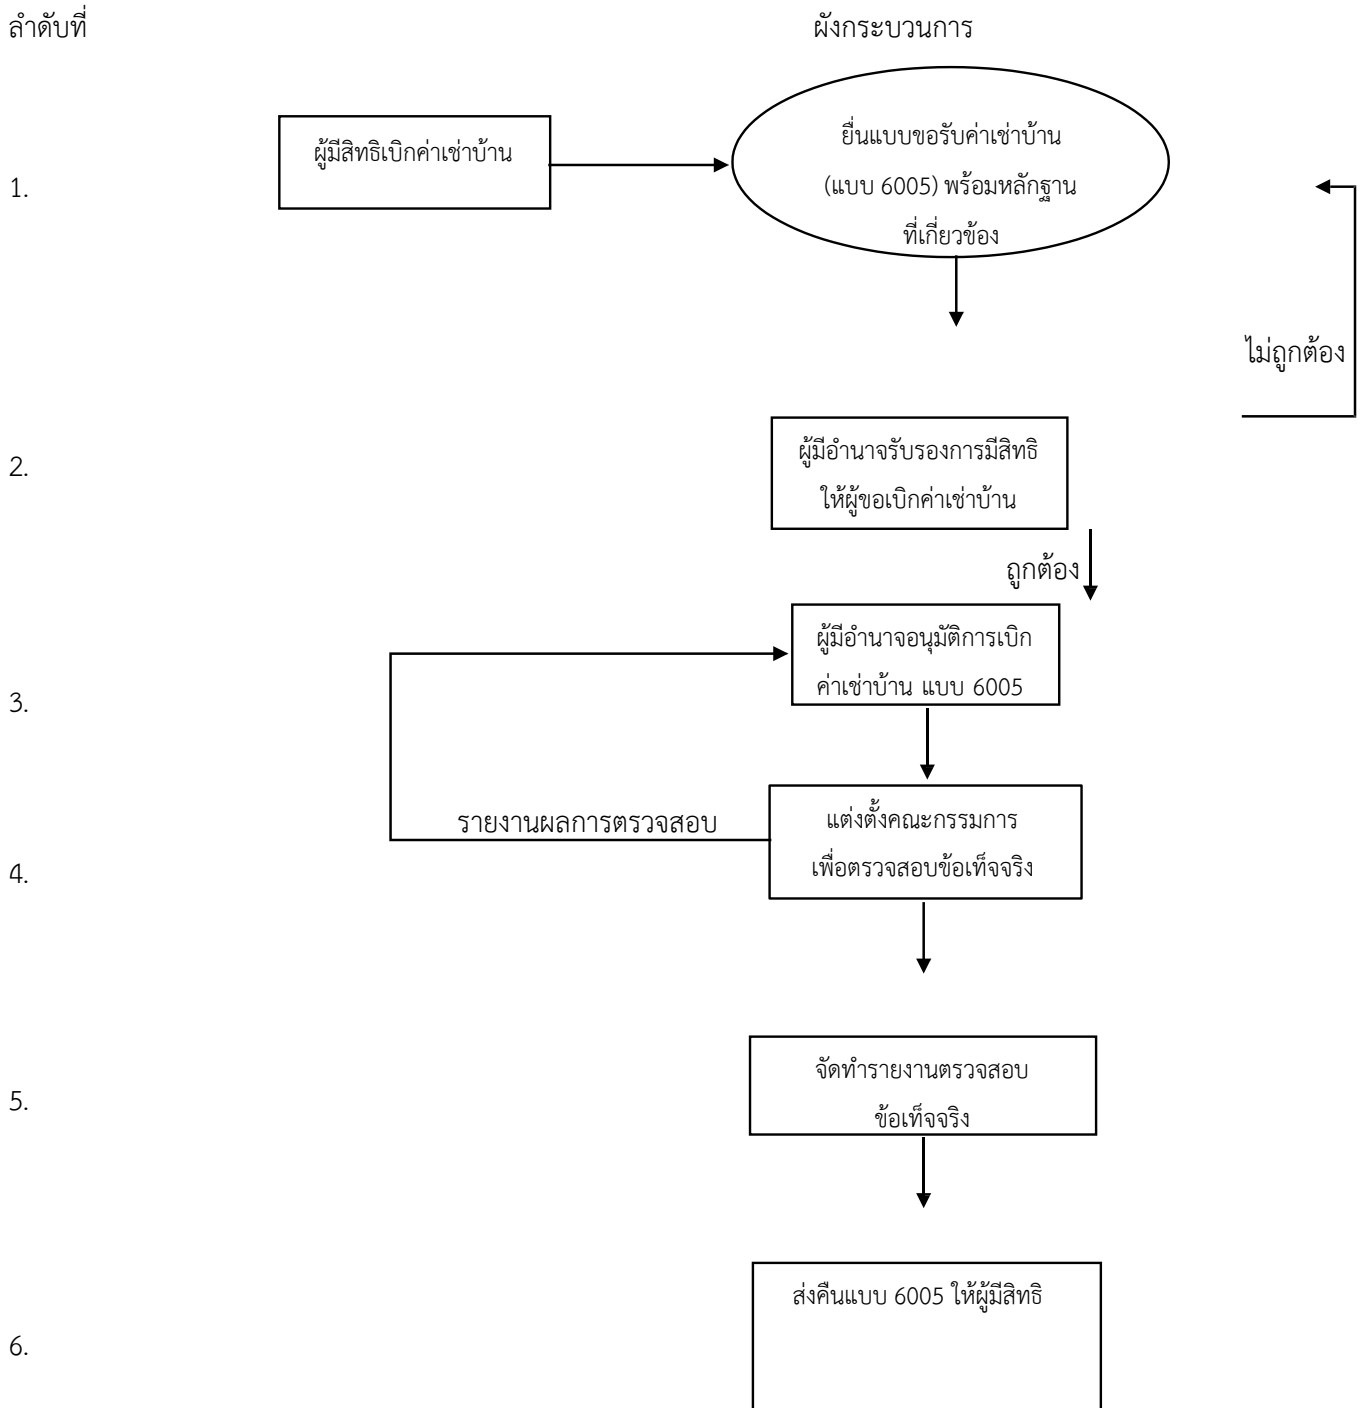 ลำดับที่ ผังกระบวนการ
ผู้มีสิทธิเบิกค่าเช่าบ้าน
ยื่นแบบขอรับค่าเช่าบ้าน
(แบบ 6005) พร้อมหลักฐาน
ที่เกี่ยวข้อง
1.
ไม่ถูกต้อง
2.
ผู้มีอำนาจรับรองการมีสิทธิ
ให้ผู้ขอเบิกค่าเช่าบ้าน
ถูกต้อง
ผู้มีอำนาจอนุมัติการเบิก
ค่าเช่าบ้าน แบบ 6005
3.
รายงานผลการตรวจสอบ
แต่งตั้งคณะกรรมการ
เพื่อตรวจสอบข้อเท็จจริง
4.
จัดทำรายงานตรวจสอบ
ข้อเท็จจริง
5.
ส่งคืนแบบ 6005 ให้ผู้มีสิทธิ
6.